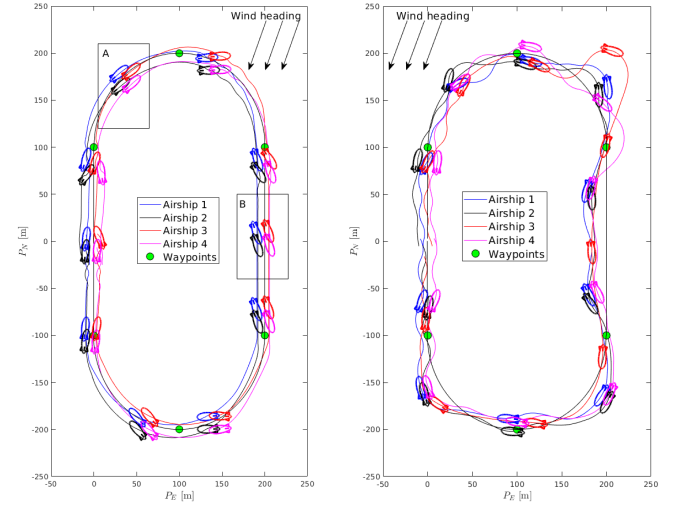 Wind heading
A
B
Airship 1
Airship 2
Airship 3
Airship 4
Waypoints
250
200
150
100
50
0
-50
-100
-150
-200
-250
-50
0
50
100
150
200
250
P_N [m]
P_E [m]
Wind heading
Airship 1
Airship 2
Airship 3
Airship 4
Waypoints
250
200
150
100
50
0
-50
-100
-150
-200
-250
-50
0
50
100
150
200
250
P_N [m]
P_E [m]